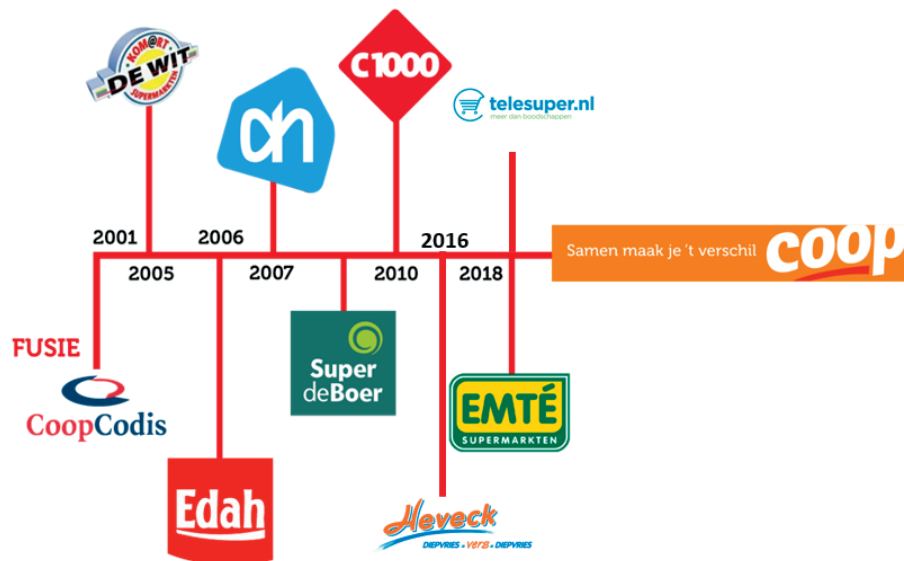 KOM@RT
DE WIT
SUPERMARKTEN
ah
C1000
telesuper.nl
meer dan boodschappen
2001
2006
2016
2005
2007
2010
2018
Samen maak je 't verschil coop
FUSIE
CoopCodis
Super
deBoer
EMTÉ
SUPERMARKTEN
Edah
Heveck
DIEPVRIES • VERS • DIEPVRIES